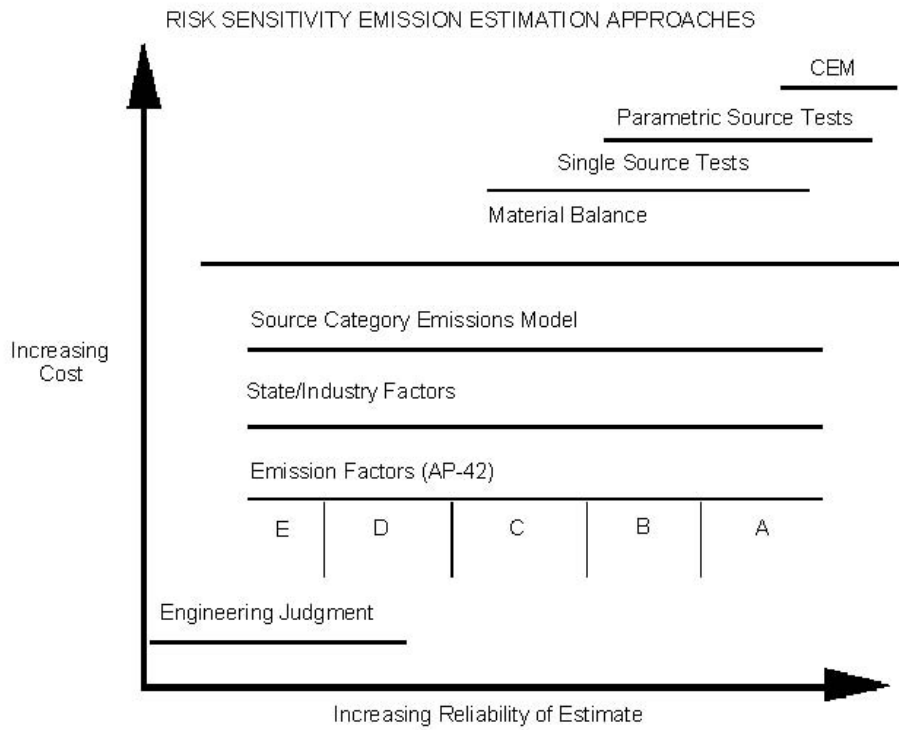 RISK SENSITIVITY EMISSION ESTIMATION APPROACHES
CEM
Parametric Source Tests
Single Source Tests
Material Balance
Source Category Emissions Model
Increasing
Cost
State/Industry Factors
Emission Factors (AP-42)
E D C B A
Engineering Judgment
Increasing Reliability of Estimate